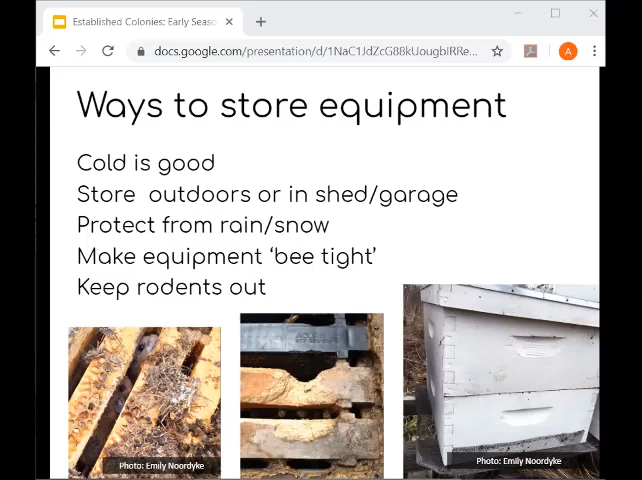 Established Colonies: Early Seaso
docs.google.com/presentation/d/1NaC1JdZcG88kUougbIRRe...
A
Ways to store equipment
Cold is good
Store outdoors or in shed/garage
Protect from rain/snow
Make equipment ‘bee tight’
Keep rodents out
Photo: Emily Noordyke
Photo: Emily Noordyke